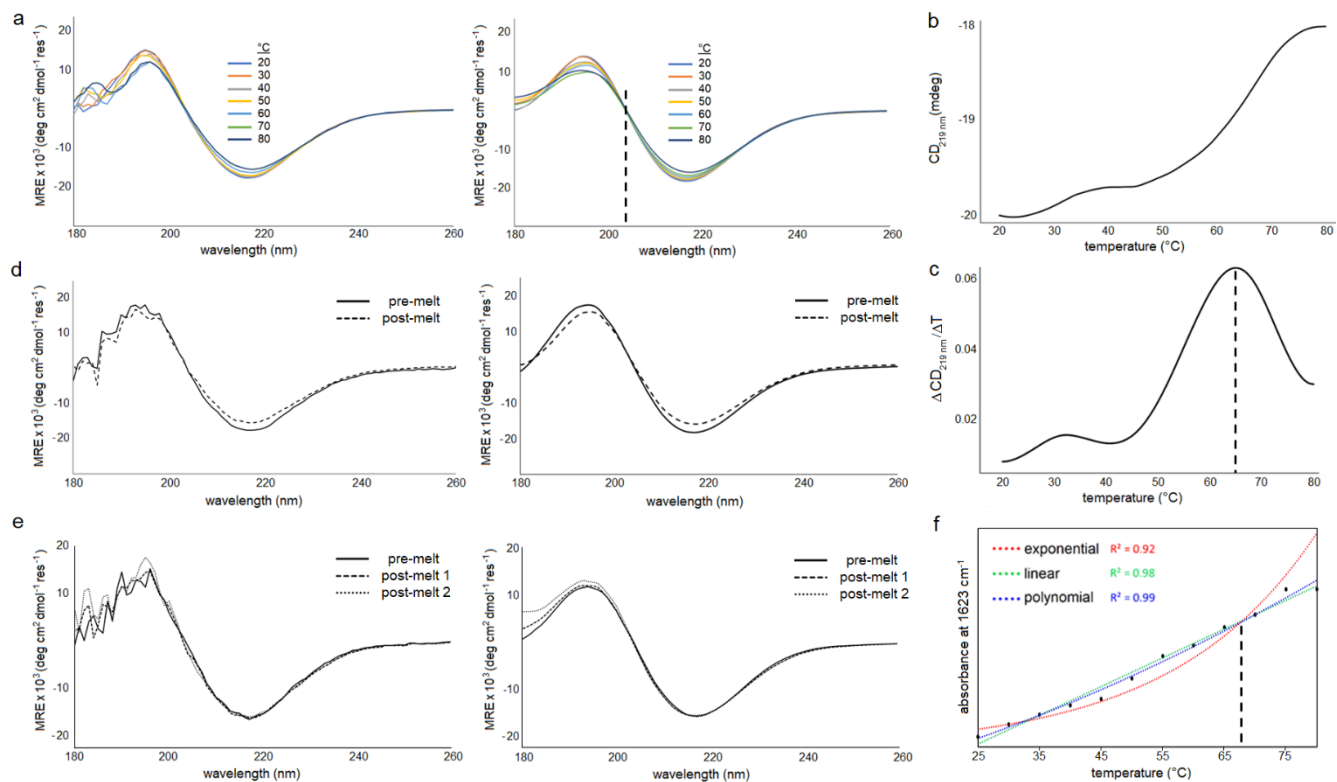 a
20
10
-10
-20
MRE x 10³ (deg cm² dmol⁻¹ res⁻¹)
°C
20
30
40
50
60
70
80
180 200 220 240 260
wavelength (nm)
20
10
-10
-20
MRE x 10³ (deg cm² dmol⁻¹ res⁻¹)
°C
20
30
40
50
60
70
80
180 200 220 240 260
wavelength (nm)
b
-18
-19
-20
CD219 nm (mdeg)
20 30 40 50 60 70 80
temperature (°C)
c
0.06
0.04
0.02
ΔCD219 nm/ΔT
20 30 40 50 60 70 80
temperature (°C)
d
20
10
-10
-20
MRE x 10³ (deg cm² dmol⁻¹ res⁻¹)
pre-melt
post-melt
180 200 220 240 260
wavelength (nm)
20
10
-10
-20
MRE x 10³ (deg cm² dmol⁻¹ res⁻¹)
pre-melt
post-melt
180 200 220 240 260
wavelength (nm)
e
20
10
-10
-20
MRE x 10³ (deg cm² dmol⁻¹ res⁻¹)
pre-melt
post-melt 1
post-melt 2
180 200 220 240 260
wavelength (nm)
20
10
-10
-20
MRE x 10³ (deg cm² dmol⁻¹ res⁻¹)
pre-melt
post-melt 1
post-melt 2
180 200 220 240 260
wavelength (nm)
f
absorbance at 1623 cm⁻¹
exponential R² = 0.92
linear R² = 0.98
polynomial R² = 0.99
25 35 45 55 65 75
temperature (°C)